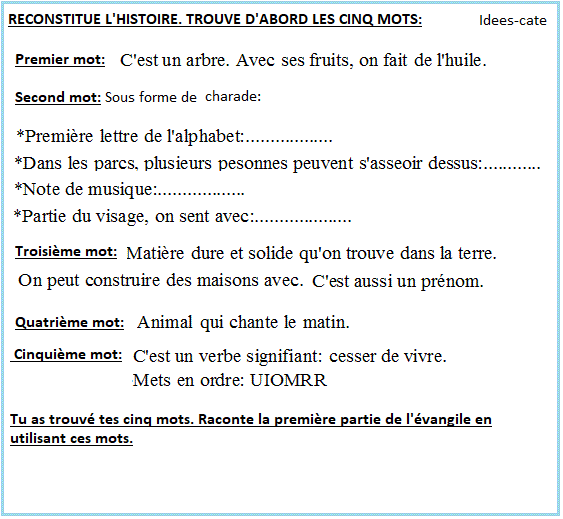 RECONSTITUE L'HISTOIRE. TROUVE D'ABORD LES CINQ MOTS: Idees-cate
Premier mot: C'est un arbre. Avec ses fruits, on fait de l'huile.
Second mot: Sous forme de charade:
*Première lettre de l'alphabet:..................
*Dans les parcs, plusieurs pesonnes peuvent s'asseoir dessus:............
*Note de musique:..................
*Partie du visage, on sent avec:....................
Troisième mot: Matière dure et solide qu'on trouve dans la terre.
On peut construire des maisons avec. C'est aussi un prénom.
Quatrième mot: Animal qui chante le matin.
Cinquième mot: C'est un verbe signifiant: cesser de vivre.
Mets en ordre: UIOMRR
Tu as trouvé tes cinq mots. Raconte la première partie de l'évangile en
utilisant ces mots.